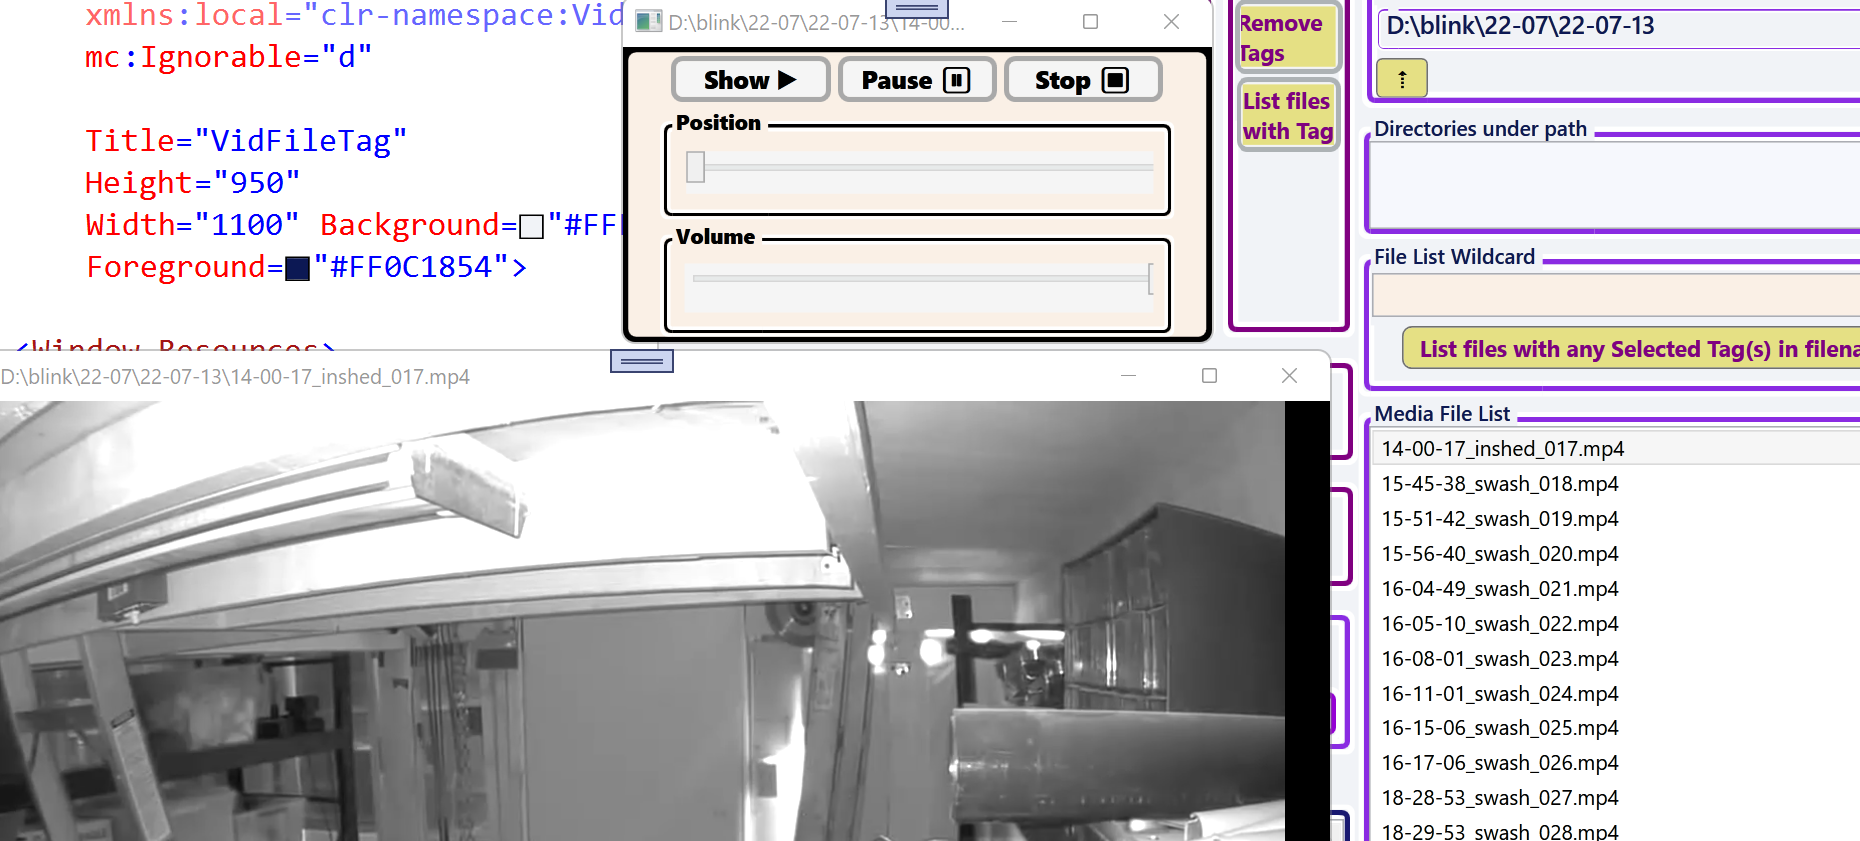 xmlns:local="clr-namespace:Vid
mc:Ignorable="d"
Title="VidFileTag"
Height="950"
Width="1100" Background="#FF
Foreground="#FF0C1854">
<Window Resources>
D:\blink\22-07\22-07-13\14-00...
Show
Pause
Stop
Position
Volume
Remove
Tags
List files
with Tag
D:\blink\22-07\22-07-13
Directories under path
File List Wildcard
List files with any Selected Tag(s) in filena
Media File List
14-00-17_inshed_017.mp4
15-45-38_swash_018.mp4
15-51-42_swash_019.mp4
15-56-40_swash_020.mp4
16-04-49_swash_021.mp4
16-05-10_swash_022.mp4
16-08-01_swash_023.mp4
16-11-01_swash_024.mp4
16-15-06_swash_025.mp4
16-17-06_swash_026.mp4
18-28-53_swash_027.mp4
18-29-53 swash 028.mp4
D:\blink\22-07\22-07-13\14-00-17_inshed_017.mp4